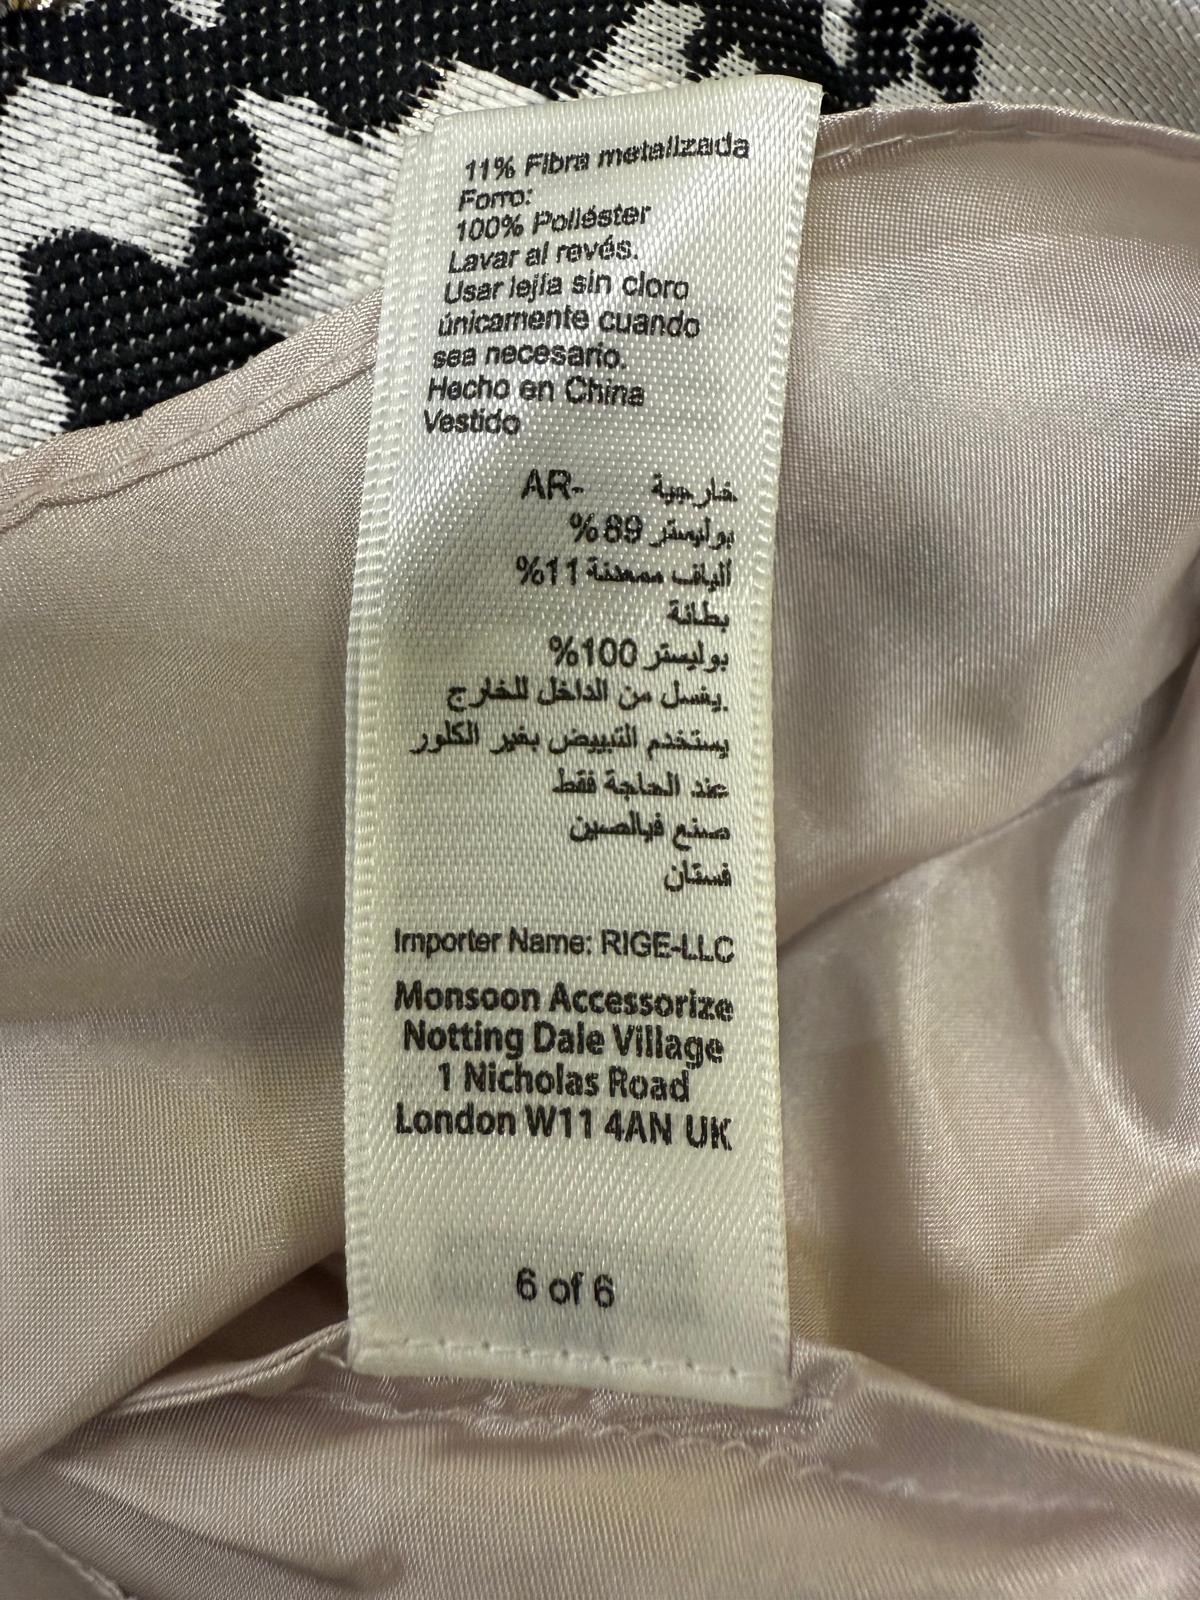 11% Fibra metalizada
Forro:
100% Poliéster
Lavar al revés.
Usar lejía sin cloro
únicamente cuando
sea necesario.
Hecho en China
Vestido
AR- خارجية
بوليستر 89%
ألياف ممعدنة 11%
بطانة
بوليستر 100%
يغسل من الداخل للخارج.
يستخدم التبييض بغير الكلور
عند الحاجة فقط
صنع فيالصين
فستان
Importer Name: RIGE-LLC
Monsoon Accessorize
Notting Dale Village
1 Nicholas Road
London W11 4AN UK
6 of 6